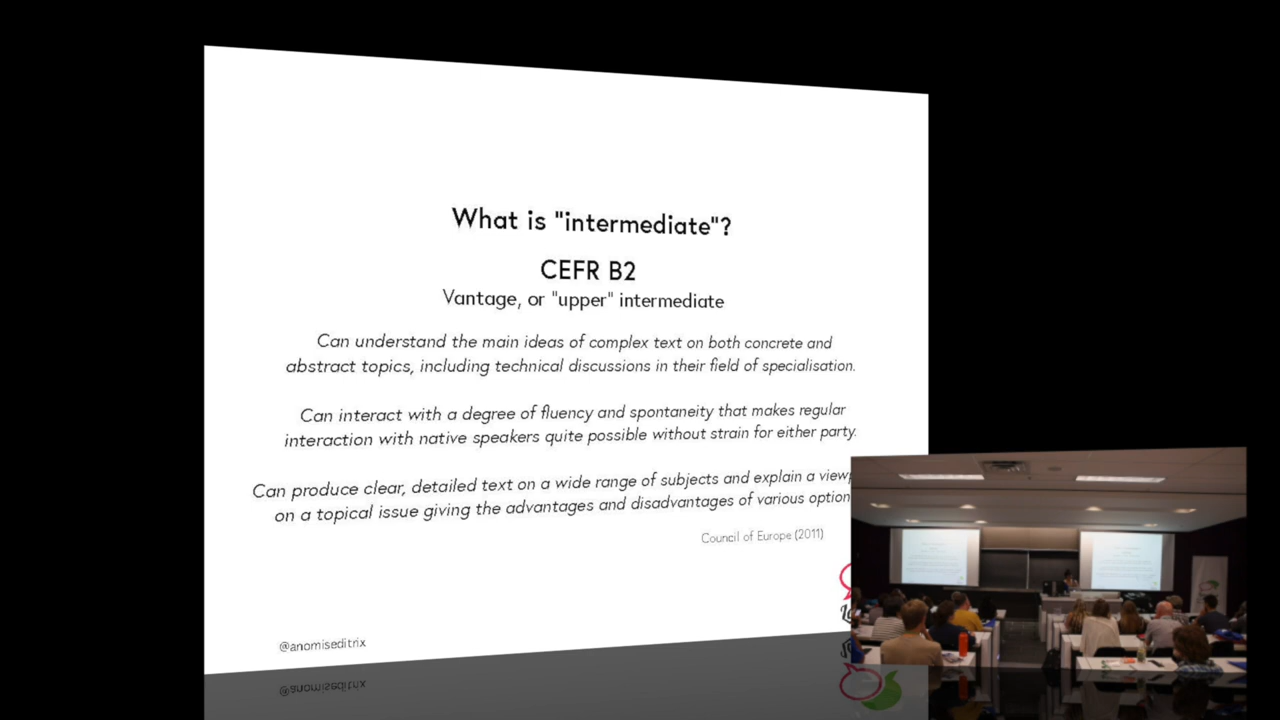 What is "intermediate"?
CEFR B2
Vantage, or "upper" intermediate
Can understand the main ideas of complex text on both concrete and
abstract topics, including technical discussions in their field of specialisation.
Can interact with a degree of fluency and spontaneity that makes regular
interaction with native speakers quite possible without strain for either party.
Can produce clear, detailed text on a wide range of subjects and explain a
on a topical issue giving the advantages and disadvantages of various
Council of Europe (2011)
@anomiseditrix